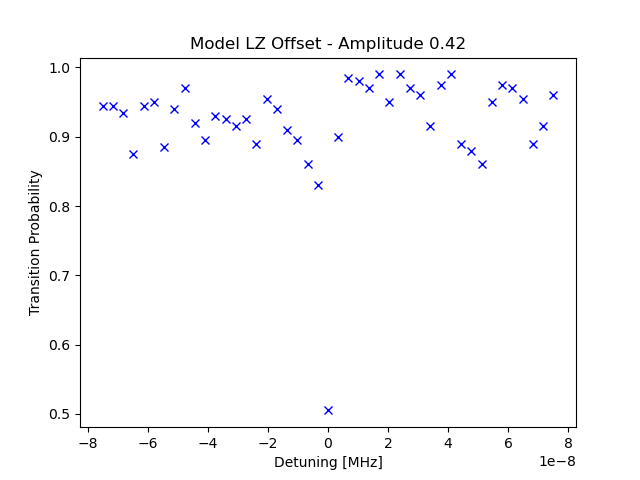 Model LZ Offset - Amplitude 0.42
1.0
0.9
0.8
0.7
0.6
0.5
Transition Probability
−8 −6 −4 −2 0 2 4 6 8
1e−8
Detuning [MHz]